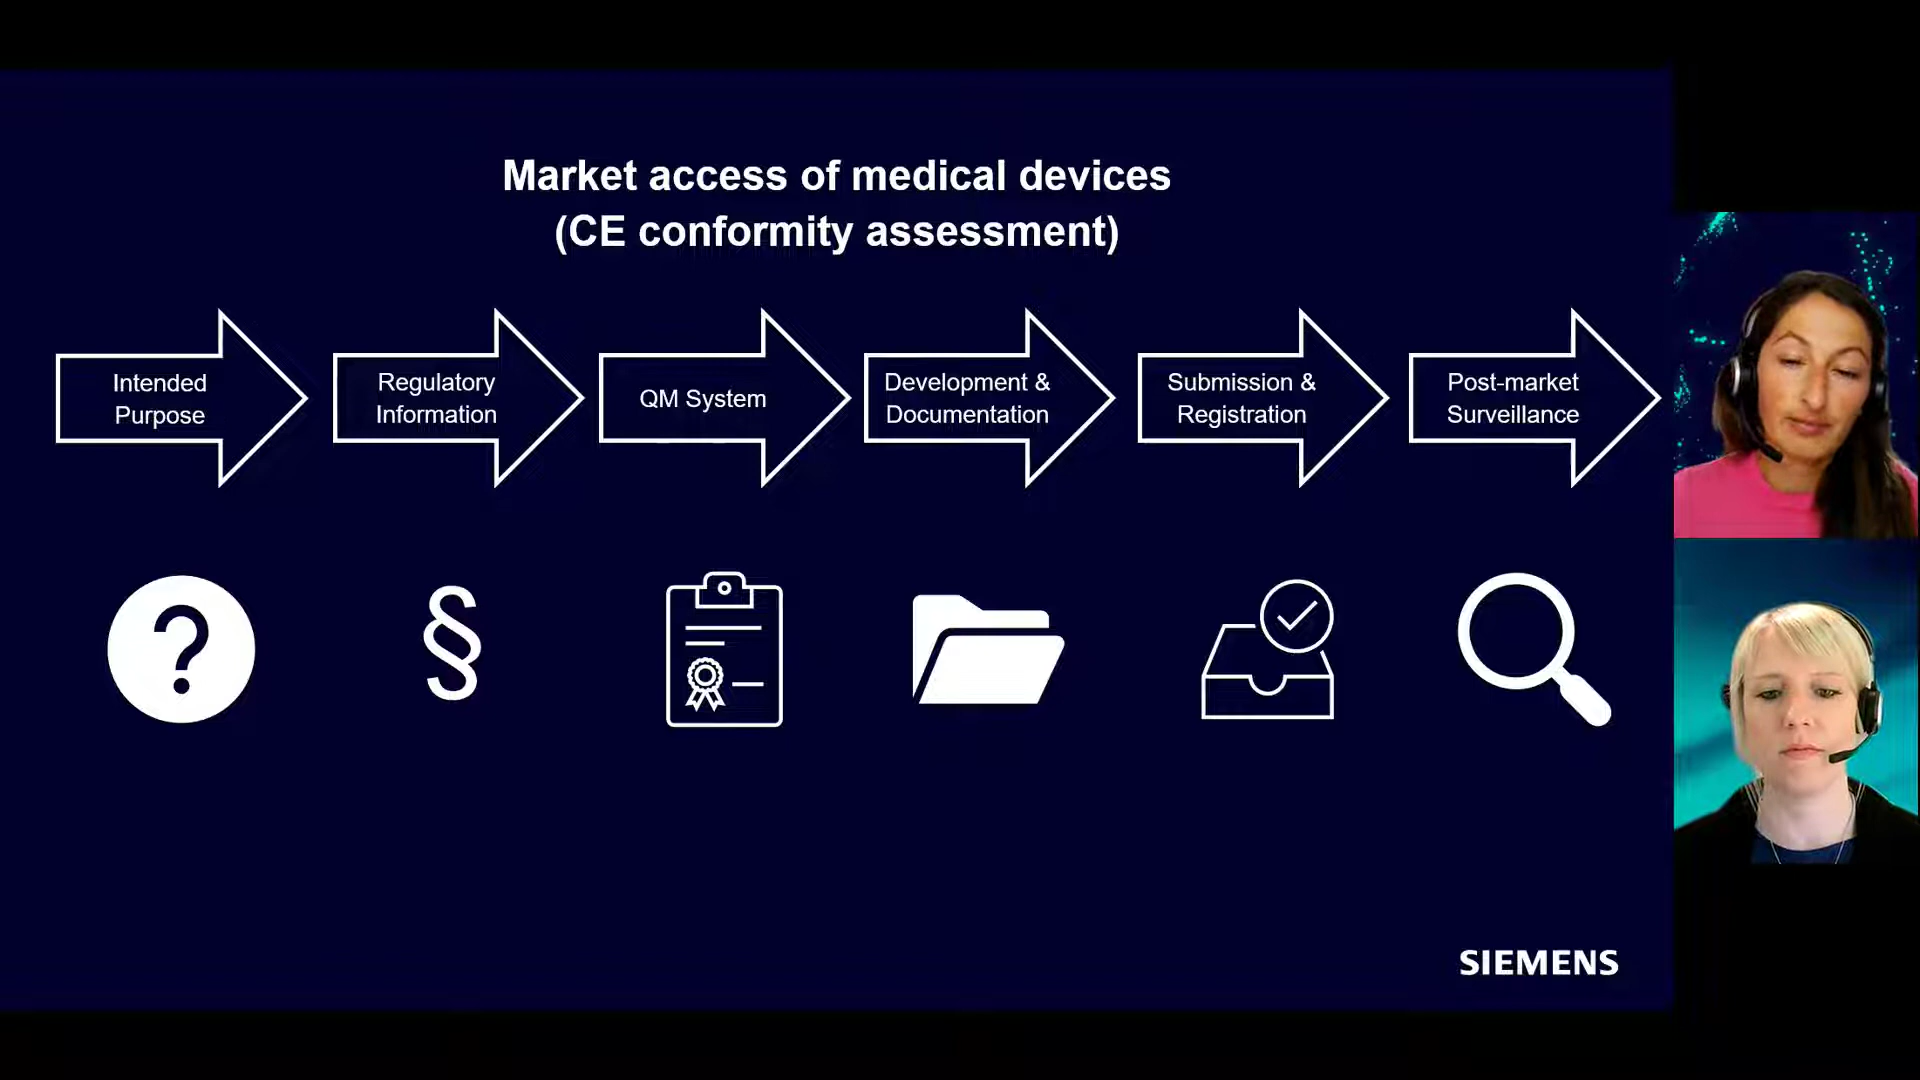 Market access of medical devices
(CE conformity assessment)
Intended
Purpose
Regulatory
Information
QM System
Development &
Documentation
Submission &
Registration
Post-market
Surveillance
?
§
SIEMENS